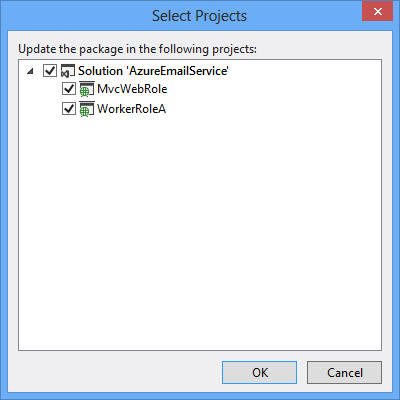 Select Projects
Update the package in the following projects:
Solution 'AzureEmailService'
MvcWebRole
WorkerRoleA
OK
Cancel